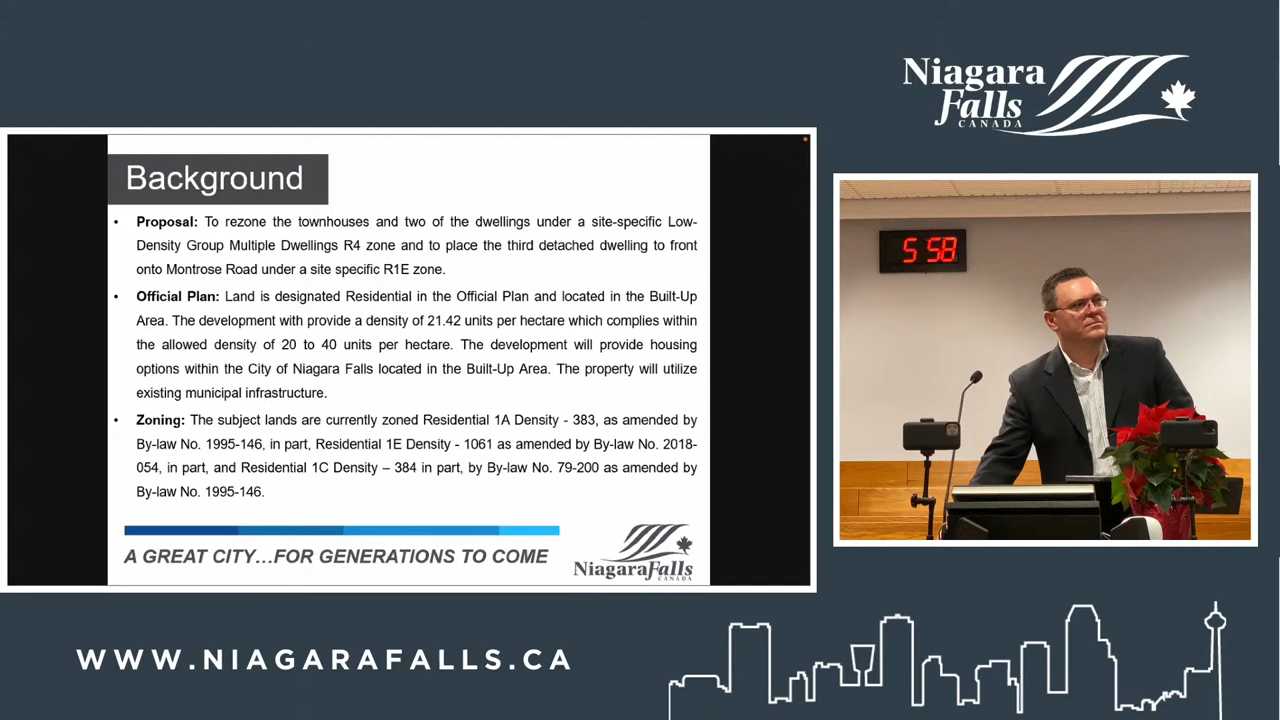 Niagara
Falls
CANADA
Background
• Proposal: To rezone the townhouses and two of the dwellings under a site-specific Low-
Density Group Multiple Dwellings R4 zone and to place the third detached dwelling to front
onto Montrose Road under a site specific R1E zone.
• Official Plan: Land is designated Residential in the Official Plan and located in the Built-Up
Area. The development with provide a density of 21.42 units per hectare which complies within
the allowed density of 20 to 40 units per hectare. The development will provide housing
options within the City of Niagara Falls located in the Built-Up Area. The property will utilize
existing municipal infrastructure.
• Zoning: The subject lands are currently zoned Residential 1A Density - 383, as amended by
By-law No. 1995-146, in part, Residential 1E Density - 1061 as amended by By-law No. 2018-
054, in part, and Residential 1C Density – 384 in part, by By-law No. 79-200 as amended by
By-law No. 1995-146.
A GREAT CITY...FOR GENERATIONS TO COME
NiagaraFalls
CANADA
5 58
WWW.NIAGARAFALLS.CA